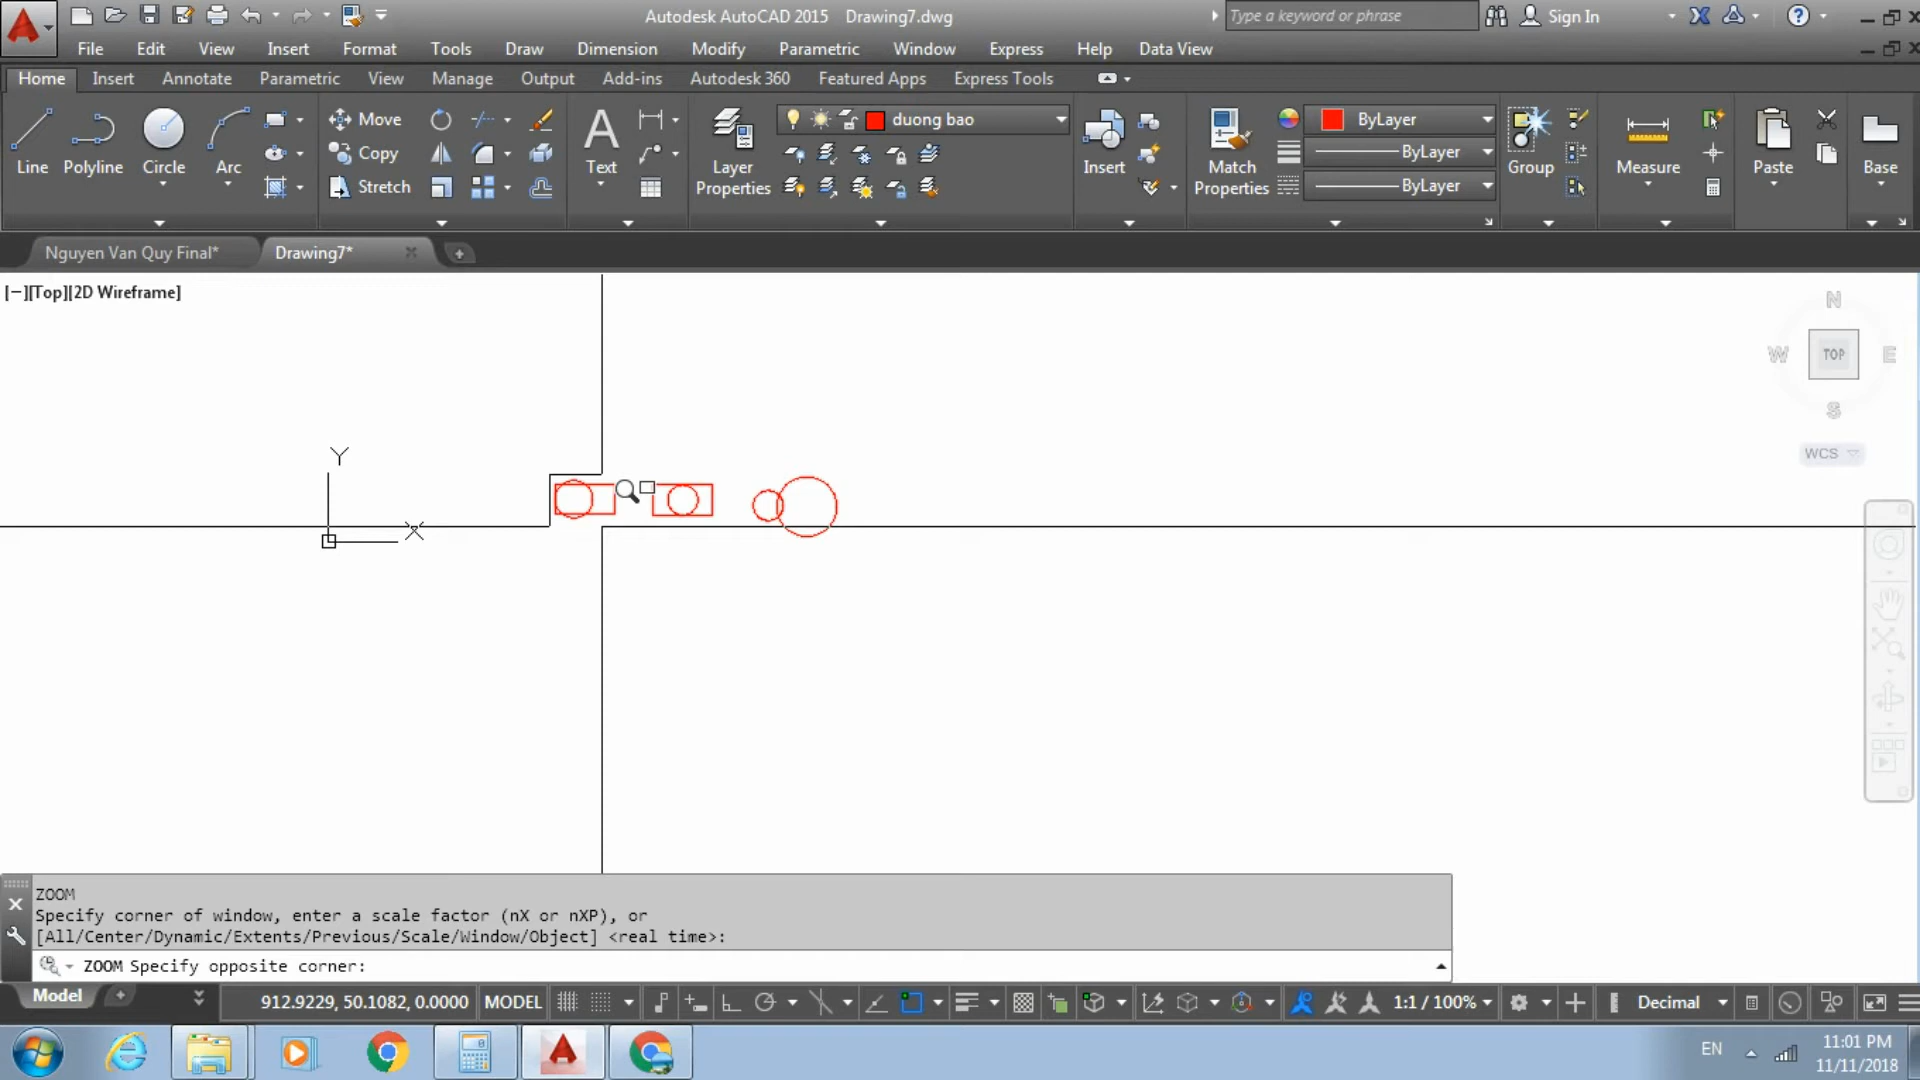 Autodesk AutoCAD 2015 Drawing7.dwg
Type a keyword or phrase
Sign In
File Edit View Insert Format Tools Draw Dimension Modify Parametric Window Express Help Data View
Home Insert Annotate Parametric View Manage Output Add-ins Autodesk 360 Featured Apps Express Tools
Move duong bao ByLayer
Copy ByLayer
Line Polyline Circle Arc Text Layer Insert Match Group Measure Paste Base
Stretch Properties Properties ByLayer
Nguyen Van Quy Final* Drawing7*
[−][Top][2D Wireframe]
N
W TOP E
S
WCS
Y
X
ZOOM
Specify corner of window, enter a scale factor (nX or nXP), or
[All/Center/Dynamic/Extents/Previous/Scale/Window/Object] <real time>:
ZOOM Specify opposite corner:
Model 912.9229, 50.1082, 0.0000 MODEL 1:1 / 100% Decimal
EN 11:01 PM
11/11/2018